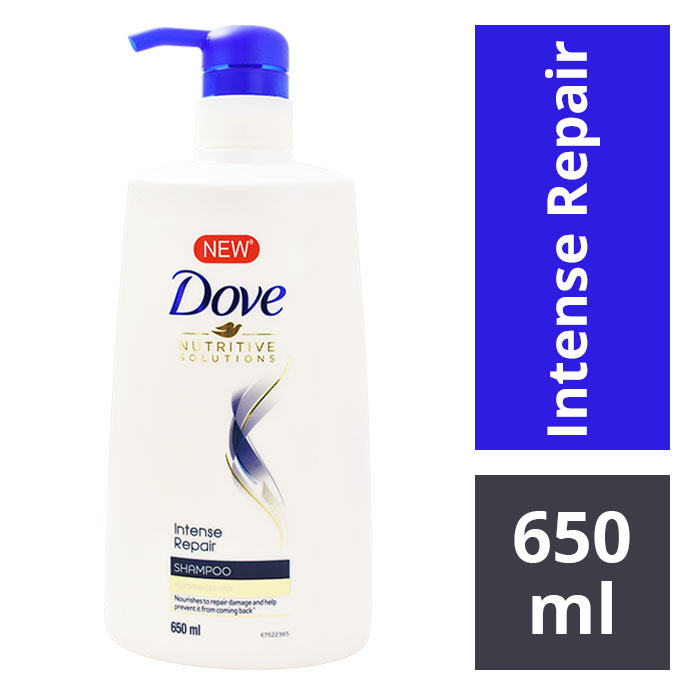 NEW
Dove
NUTRITIVE
SOLUTIONS
Intense
Repair
SHAMPOO
Nourishes to repair damage and help
prevent it from coming back*
650 ml
67522365
Intense Repair
650
ml